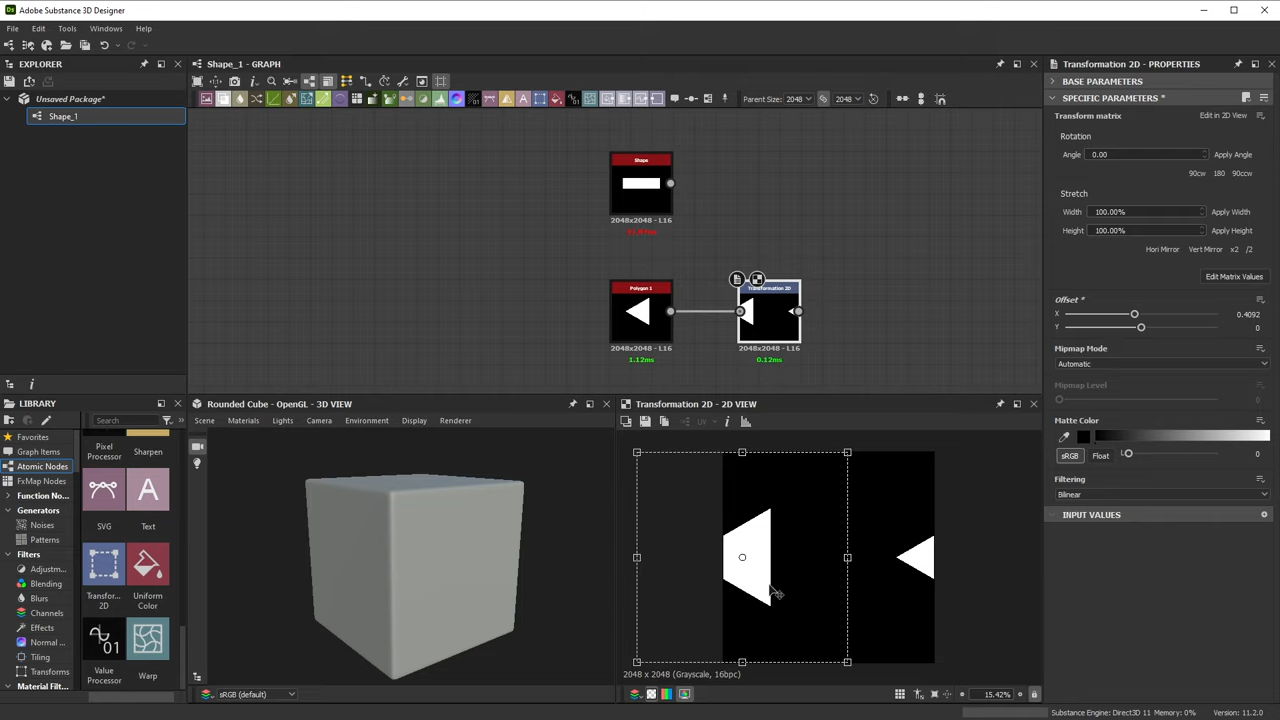 Adobe Substance 3D Designer
File Edit Tools Windows Help
EXPLORER
Unsaved Package*
Shape_1
Shape_1 - GRAPH
Parent Size: 2048 2048
Shape
2048x2048 - L16
Polygon 1
2048x2048 - L16
1.12ms
Transformation 2D
2048x2048 - L16
0.12ms
Transformation 2D - PROPERTIES
BASE PARAMETERS
SPECIFIC PARAMETERS *
Transform matrix Edit in 2D View
Rotation
Angle 0.00 Apply Angle
90cw 180 90ccw
Stretch
Width 100.00% Apply Width
Height 100.00% Apply Height
Hori Mirror Vert Mirror x2 /2
Edit Matrix Values
Offset *
X 0.4092
Y 0
Mipmap Mode
Automatic
Mipmap Level
0
Matte Color
sRGB Float 0
Filtering
Bilinear
INPUT VALUES
LIBRARY
Search
Favorites
Graph Items
Atomic Nodes
FxMap Nodes
Function No...
Generators
Noises
Patterns
Filters
Adjustm...
Blending
Blurs
Channels
Effects
Normal ...
Tiling
Transforms
Material Filt...
Pixel Processor
Sharpen
SVG
Text
Transfor... 2D
Uniform Color
Value Processor
Warp
Rounded Cube - OpenGL - 3D VIEW
Scene Materials Lights Camera Environment Display Renderer
sRGB (default)
Transformation 2D - 2D VIEW
UV
2048 x 2048 (Grayscale, 16bpc)
15.42%
Substance Engine: Direct3D 11 Memory: 0% Version: 11.2.0